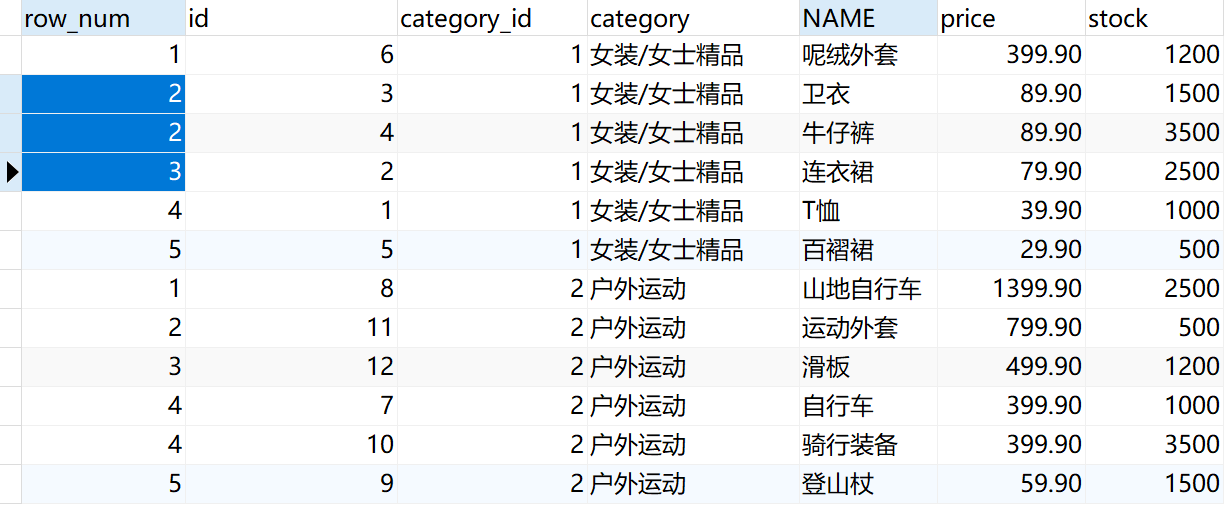 row_num id category_id category NAME price stock
1 6 1 女装/女士精品 呢绒外套 399.90 1200
2 3 1 女装/女士精品 卫衣 89.90 1500
2 4 1 女装/女士精品 牛仔裤 89.90 3500
3 2 1 女装/女士精品 连衣裙 79.90 2500
4 1 1 女装/女士精品 T恤 39.90 1000
5 5 1 女装/女士精品 百褶裙 29.90 500
1 8 2 户外运动 山地自行车 1399.90 2500
2 11 2 户外运动 运动外套 799.90 500
3 12 2 户外运动 滑板 499.90 1200
4 7 2 户外运动 自行车 399.90 1000
4 10 2 户外运动 骑行装备 399.90 3500
5 9 2 户外运动 登山杖 59.90 1500